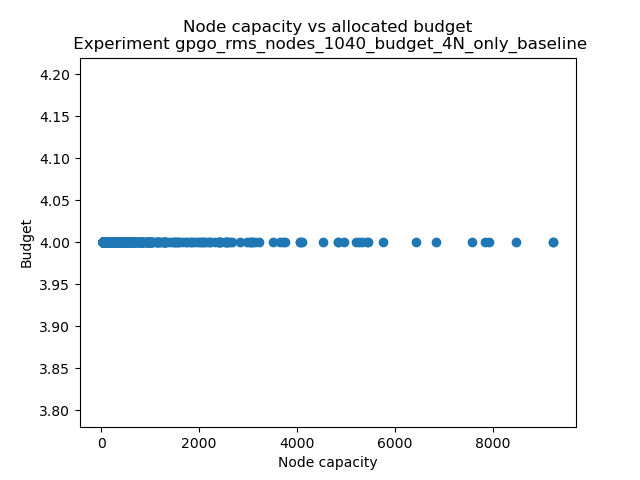 Node capacity vs allocated budget
Experiment gpgo_rms_nodes_1040_budget_4N_only_baseline
4.20
4.15
4.10
4.05
4.00
3.95
3.90
3.85
3.80
Budget
0 2000 4000 6000 8000
Node capacity